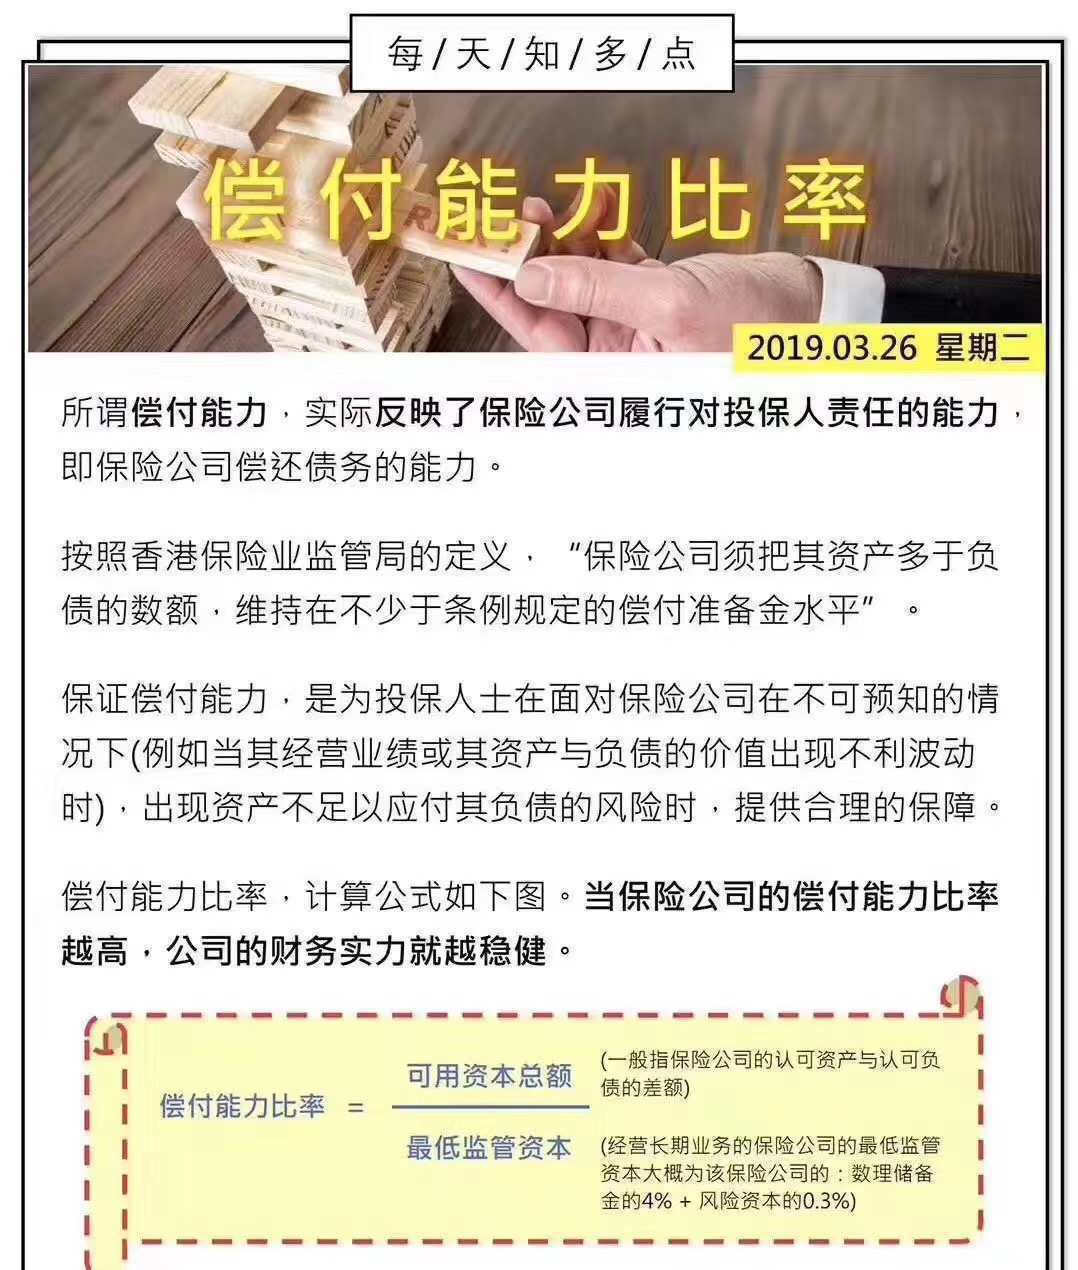 每/天/知/多/点
偿付能力比率
RISK?
2019.03.26 星期二
所谓偿付能力，实际反映了保险公司履行对投保人责任的能力，
即保险公司偿还债务的能力。
按照香港保险业监管局的定义，“保险公司须把其资产多于负
债的数额，维持在不少于条例规定的偿付准备金水平”。
保证偿付能力，是为投保人士在面对保险公司在不可预知的情
况下(例如当其经营业绩或其资产与负债的价值出现不利波动
时)，出现资产不足以应付其负债的风险时，提供合理的保障。
偿付能力比率，计算公式如下图。当保险公司的偿付能力比率
越高，公司的财务实力就越稳健。
可用资本总额
(一般指保险公司的认可资产与认可负
债的差额)
偿付能力比率 =
最低监管资本
(经营长期业务的保险公司的最低监管
资本大概为该保险公司的：数理储备
金的4% + 风险资本的0.3%)